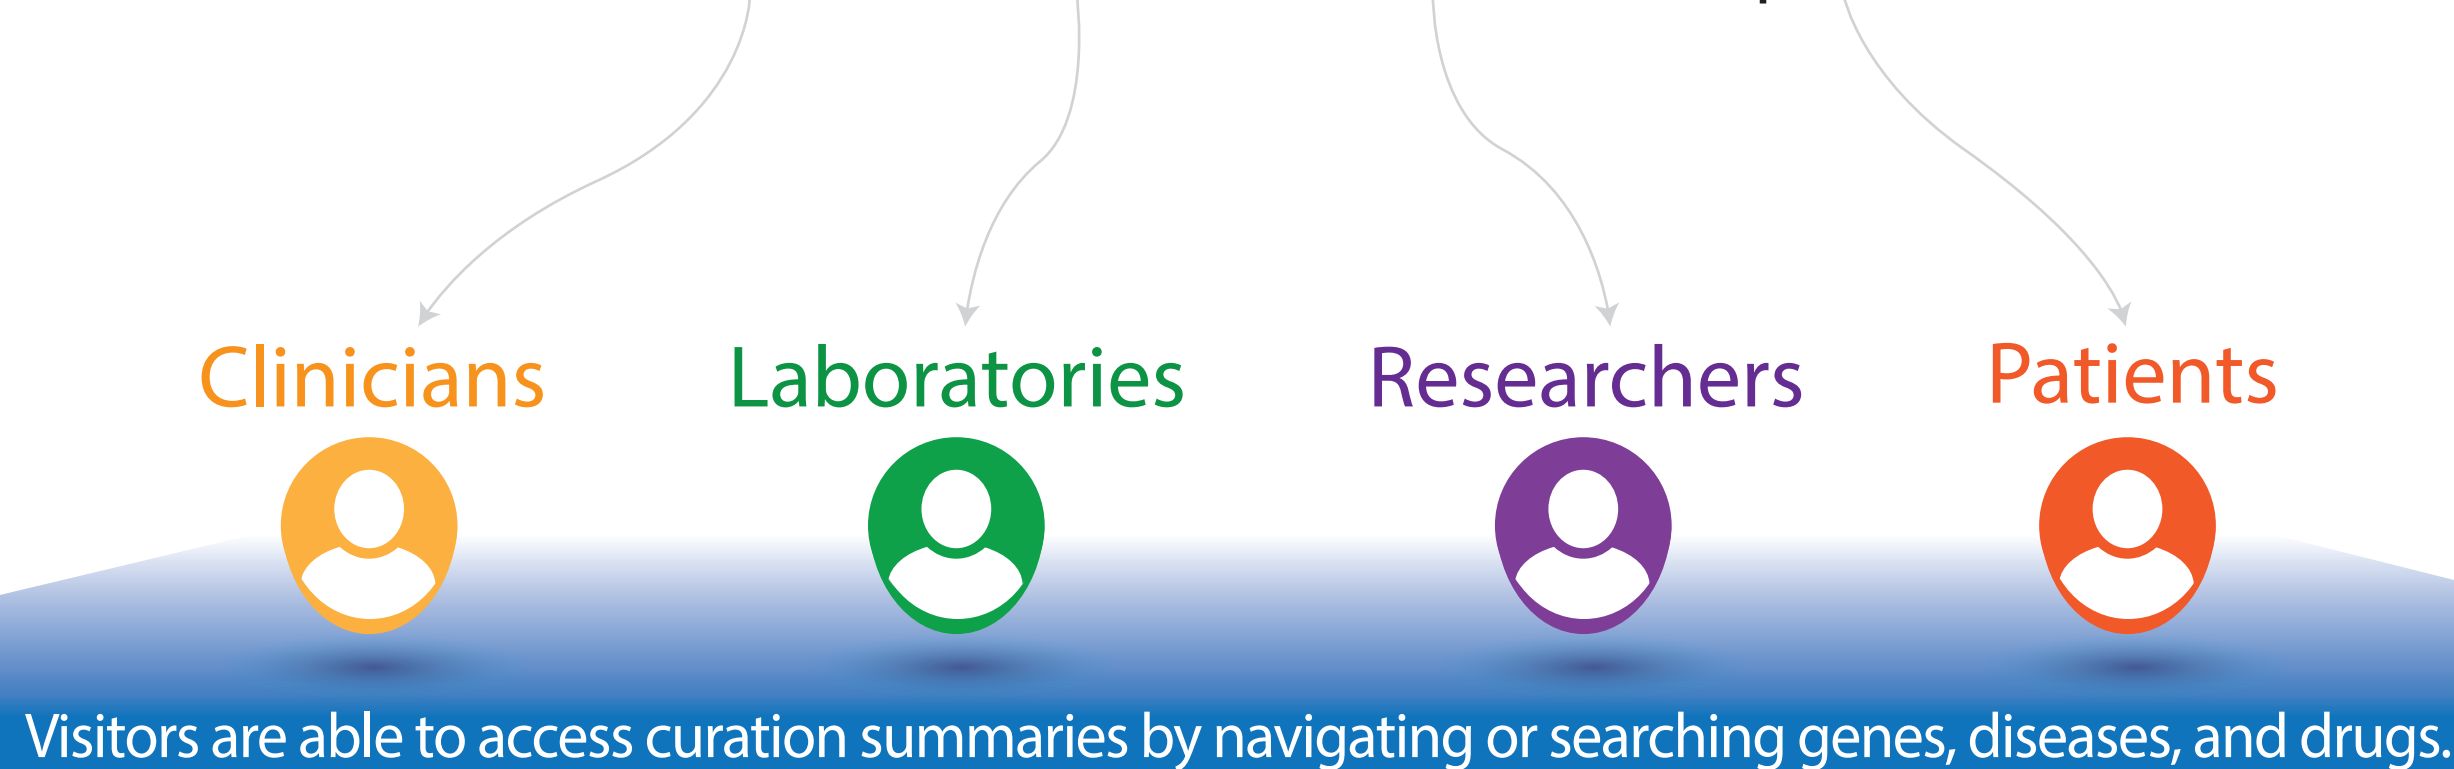 Clinicians Laboratories Researchers Patients
Visitors are able to access curation summaries by navigating or searching genes, diseases, and drugs.